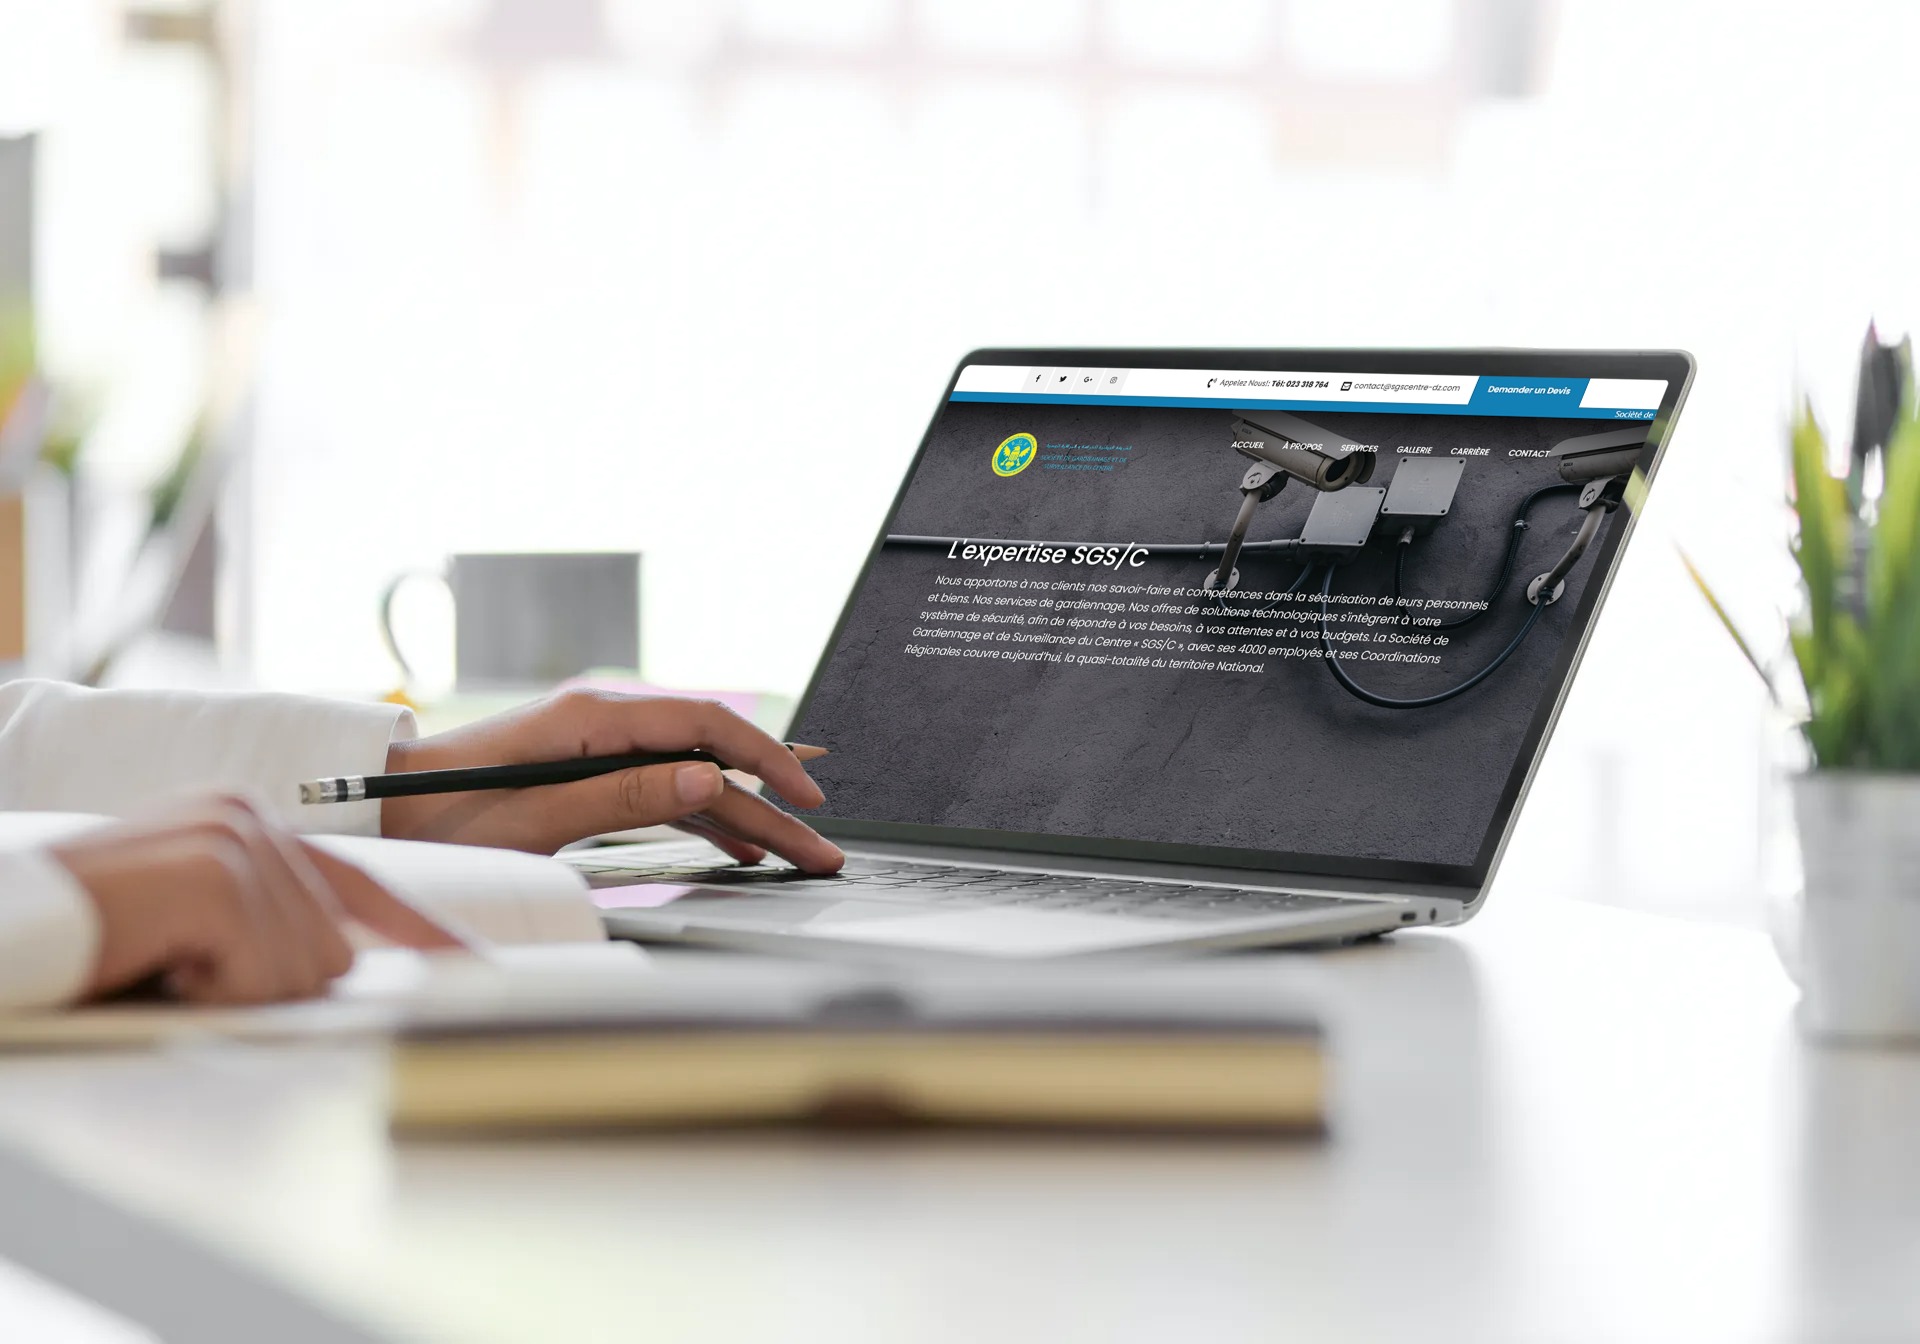 Appelez Nous!: Tél: 023 318 764
contact@sgscentre-dz.com
Demander un Devis
Société de
SOCIÉTÉ DE GARDIENNAGE ET DE
SURVEILLANCE DU CENTRE
ACCUEIL À PROPOS SERVICES GALLERIE CARRIÈRE CONTACT
L'expertise SGS/C
Nous apportons à nos clients nos savoir-faire et compétences dans la sécurisation de leurs personnels
et biens. Nos services de gardiennage, Nos offres de solutions technologiques s'intègrent à votre
système de sécurité, afin de répondre à vos besoins, à vos attentes et à vos budgets. La Société de
Gardiennage et de Surveillance du Centre « SGS/C », avec ses 4000 employés et ses Coordinations
Régionales couvre aujourd'hui, la quasi-totalité du territoire National.